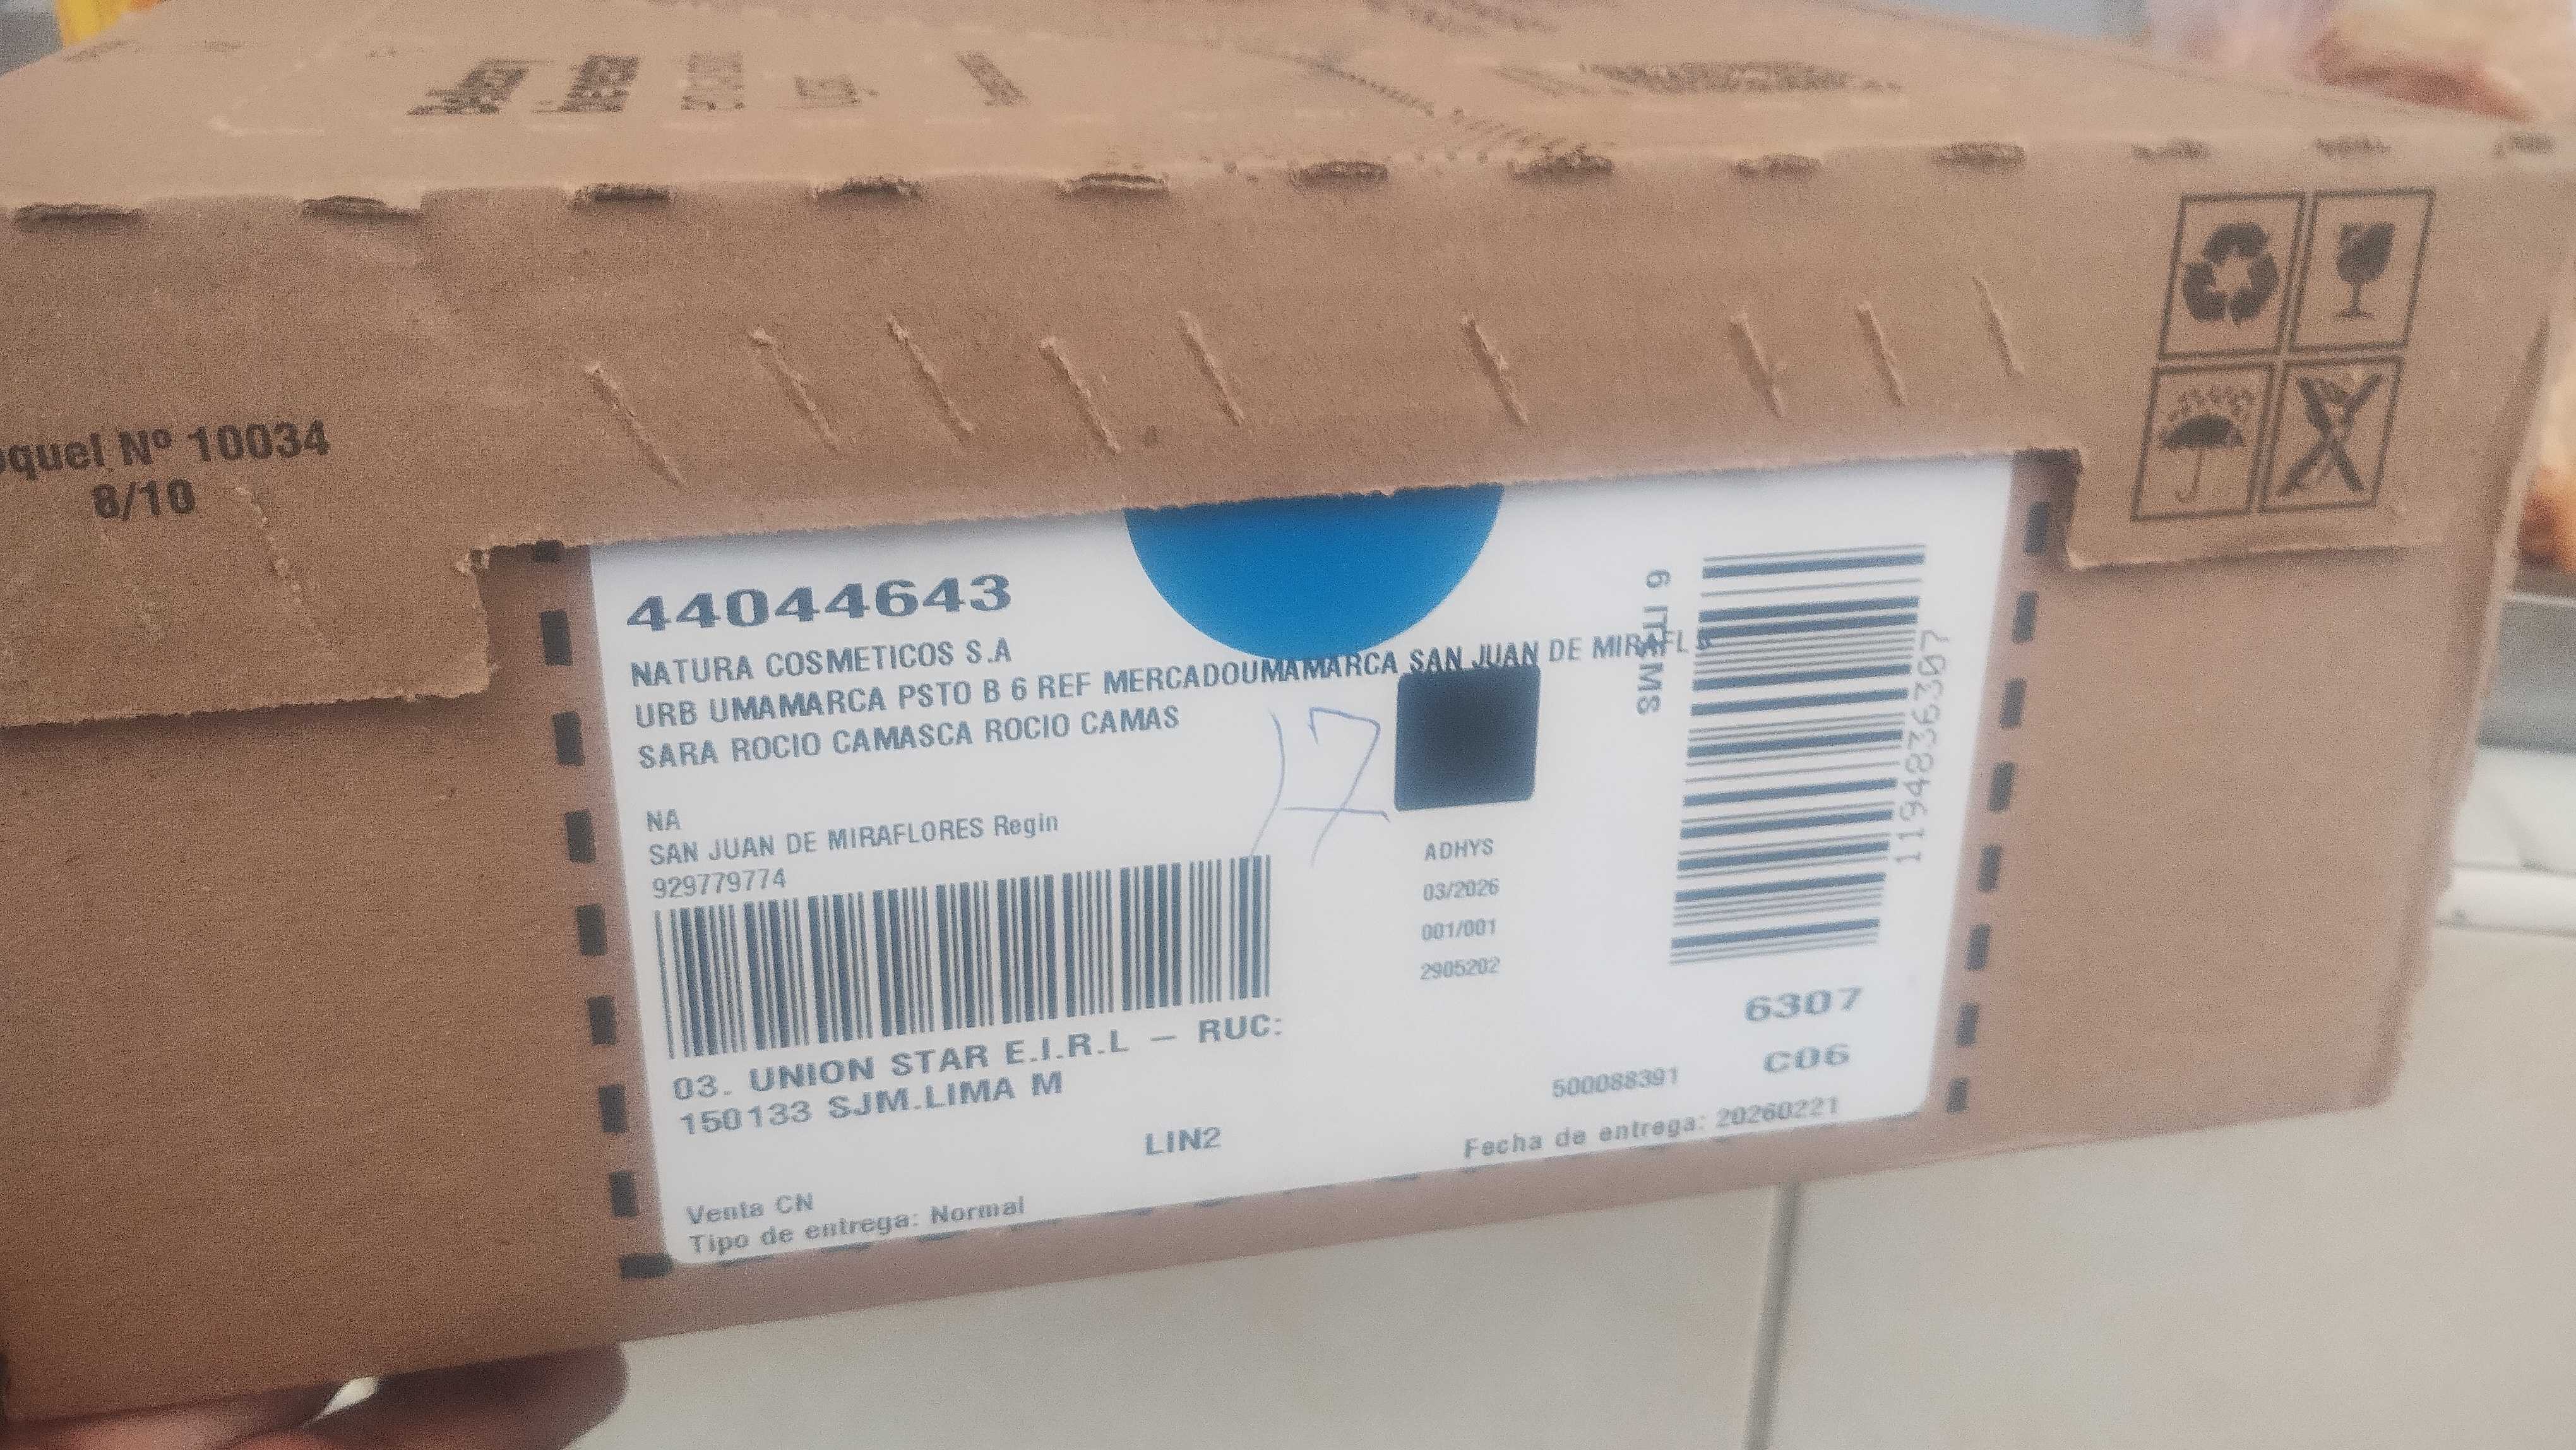 quel Nº 10034
8/10
44044643
NATURA COSMETICOS S.A
URB UMAMARCA PSTO B 6 REF MERCADOUMAMARCA SAN JUAN DE MIRAFL
SARA ROCIO CAMASCA ROCIO CAMAS
17
NA
SAN JUAN DE MIRAFLORES Regin
929779774
03. UNION STAR E.I.R.L — RUC:
150133 SJM.LIMA M
LIN2
Venta CN
Tipo de entrega: Normal
ADHYS
03/2026
001/001
2905202
6 ITEMS
1194836307
6307
C06
500088391
Fecha de entrega: 20260221